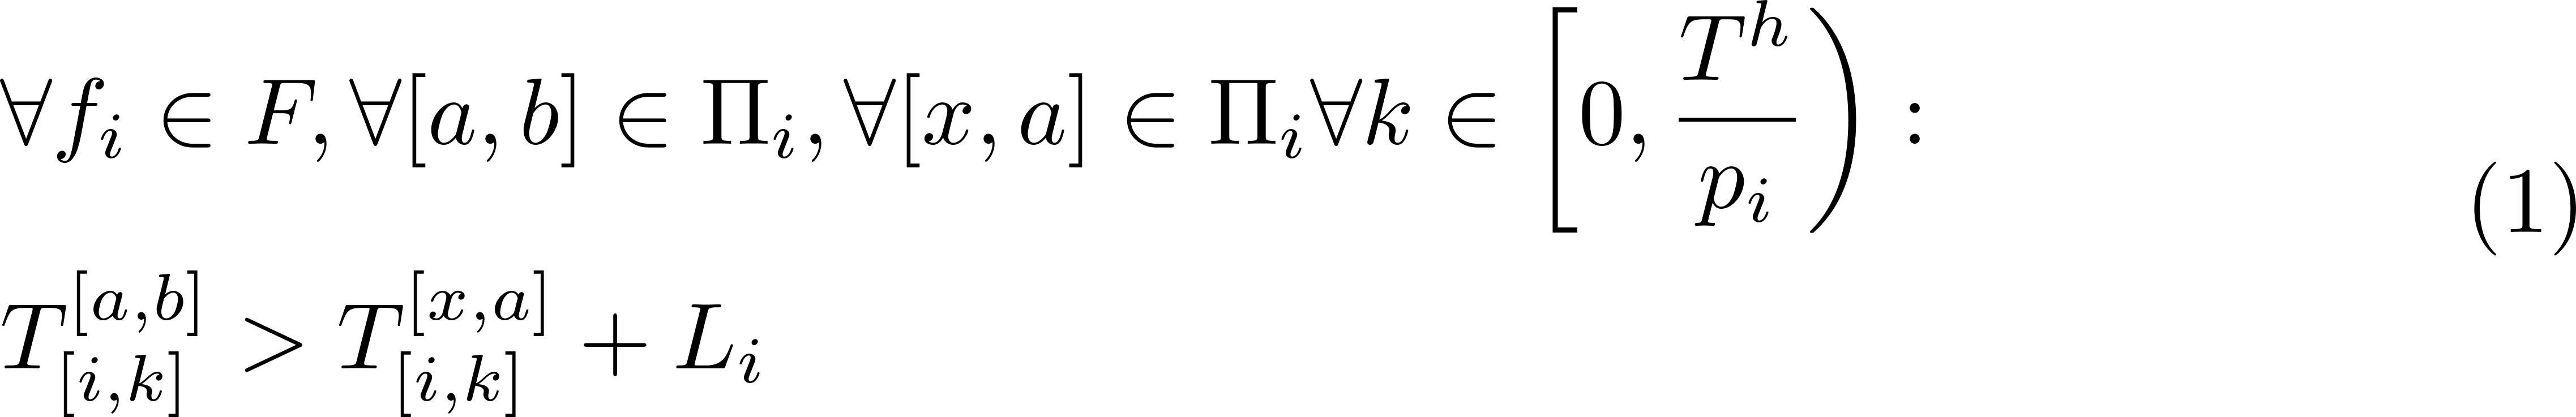 ∀f_i ∈ F, ∀[a, b] ∈ Π_i, ∀[x, a] ∈ Π_i ∀k ∈ [0, T^h / p_i) :
T^{[a,b]}_{[i,k]} > T^{[x,a]}_{[i,k]} + L_i
(1)